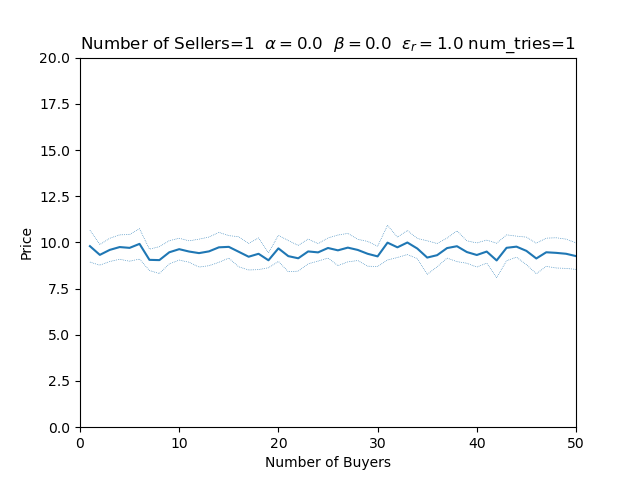 Number of Sellers=1 α = 0.0 β = 0.0 ε_r = 1.0 num_tries=1
20.0
17.5
15.0
12.5
10.0
7.5
5.0
2.5
0.0
Price
0 10 20 30 40 50
Number of Buyers